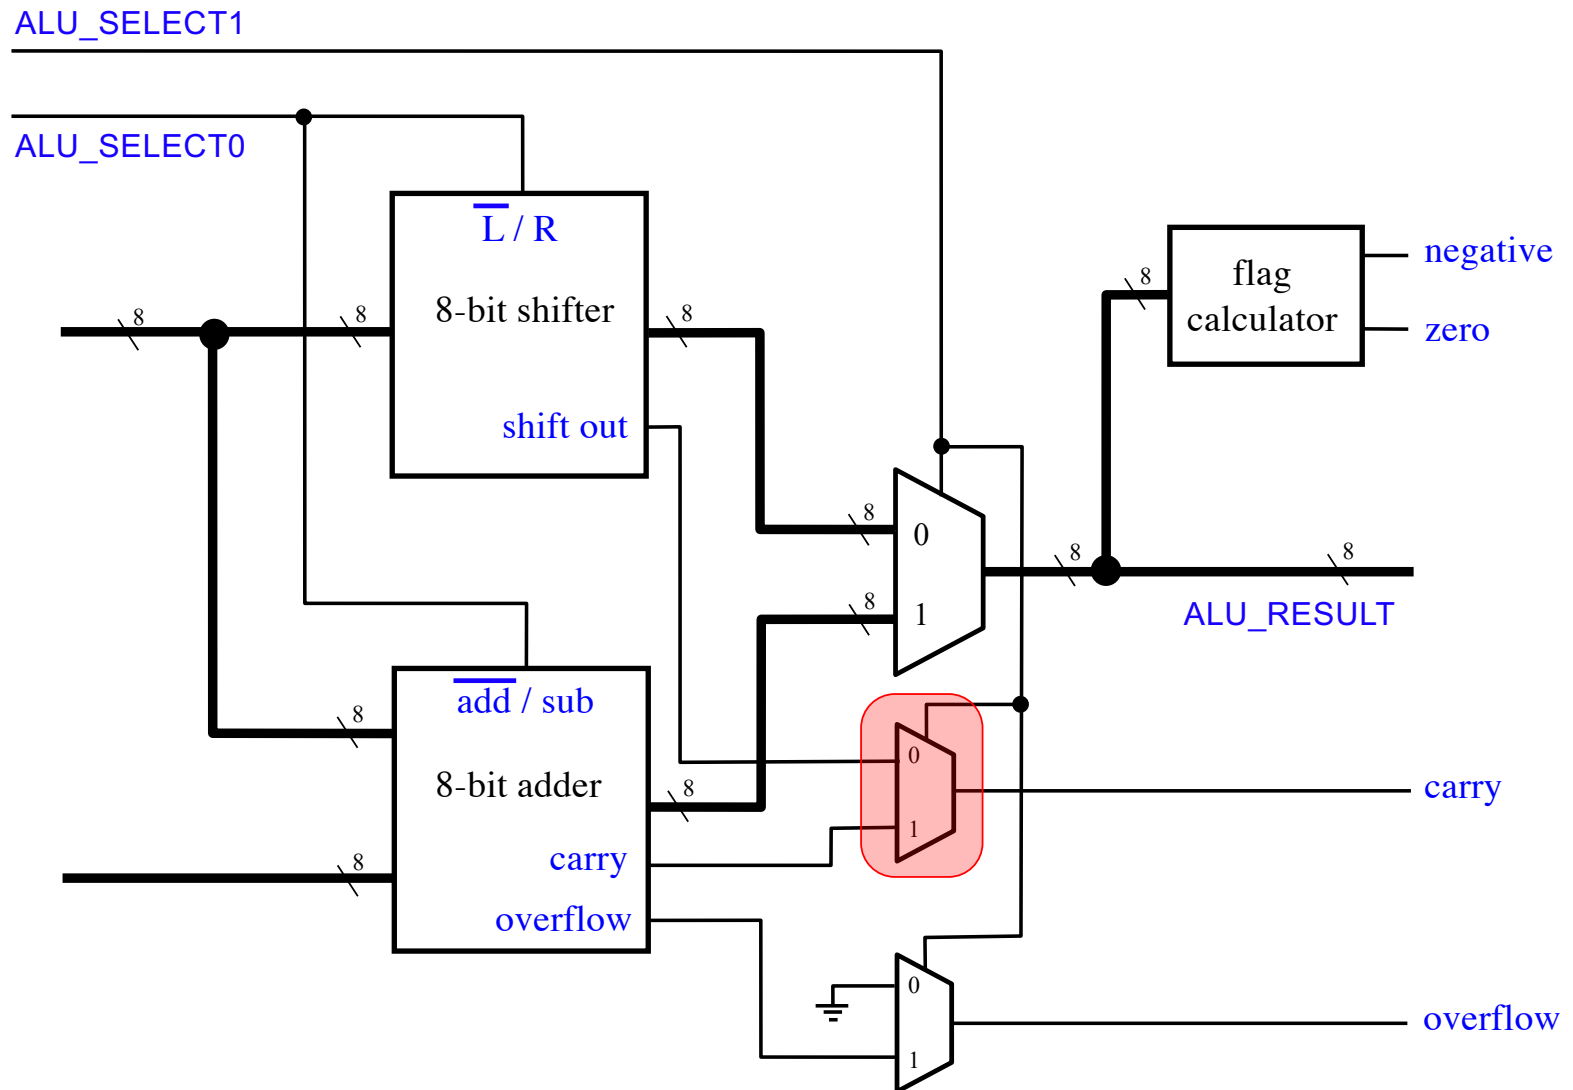 ALU_SELECT1
ALU_SELECT0
L / R
8-bit shifter
shift out
8
8
8
add / sub
8-bit adder
carry
overflow
8
8
8
8
0
8
1
0
1
0
1
8
8
8
flag
calculator
negative
zero
ALU_RESULT
carry
overflow